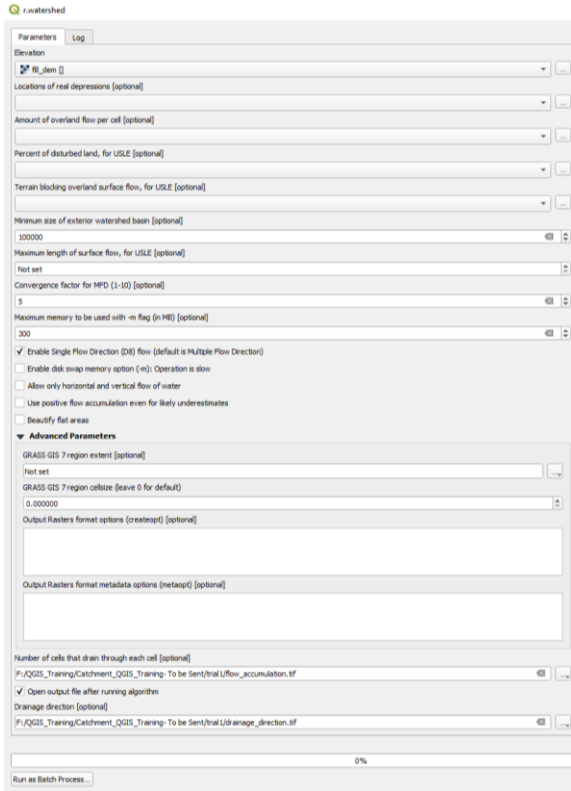 r.watershed
Parameters Log
Elevation
fill_dem []
...
Locations of real depressions [optional]
...
Amount of overland flow per cell [optional]
...
Percent of disturbed land, for USLE [optional]
...
Terrain blocking overland surface flow, for USLE [optional]
...
Minimum size of exterior watershed basin [optional]
100000
Maximum length of surface flow, for USLE [optional]
Not set
Convergence factor for MFD (1-10) [optional]
5
Maximum memory to be used with -m flag (in MB) [optional]
300
Enable Single Flow Direction (D8) flow (default is Multiple Flow Direction)
Enable disk swap memory option (-m): Operation is slow
Allow only horizontal and vertical flow of water
Use positive flow accumulation even for likely underestimates
Beautify flat areas
Advanced Parameters
GRASS GIS 7 region extent [optional]
Not set
...
GRASS GIS 7 region cellsize (leave 0 for default)
0.000000
Output Rasters format options (createopt) [optional]
Output Rasters format metadata options (metaopt) [optional]
Number of cells that drain through each cell [optional]
F:/QGIS_Training/Catchment_QGIS_Training- To be Sent/trial1/flow_accumulation.tif
...
Open output file after running algorithm
Drainage direction [optional]
F:/QGIS_Training/Catchment_QGIS_Training- To be Sent/trial1/drainage_direction.tif
...
0%
Run as Batch Process...